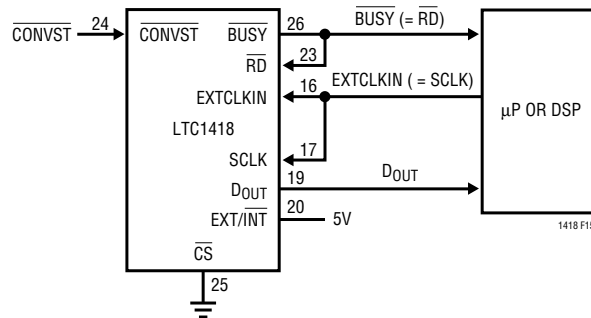 CONVST 24 CONVST BUSY 26 BUSY (= RD)
RD 23
EXTCLKIN 16 EXTCLKIN ( = SCLK)
µP OR DSP
LTC1418
SCLK 17
DOUT 19 DOUT
EXT/INT 20 5V
CS
25
1418 F15